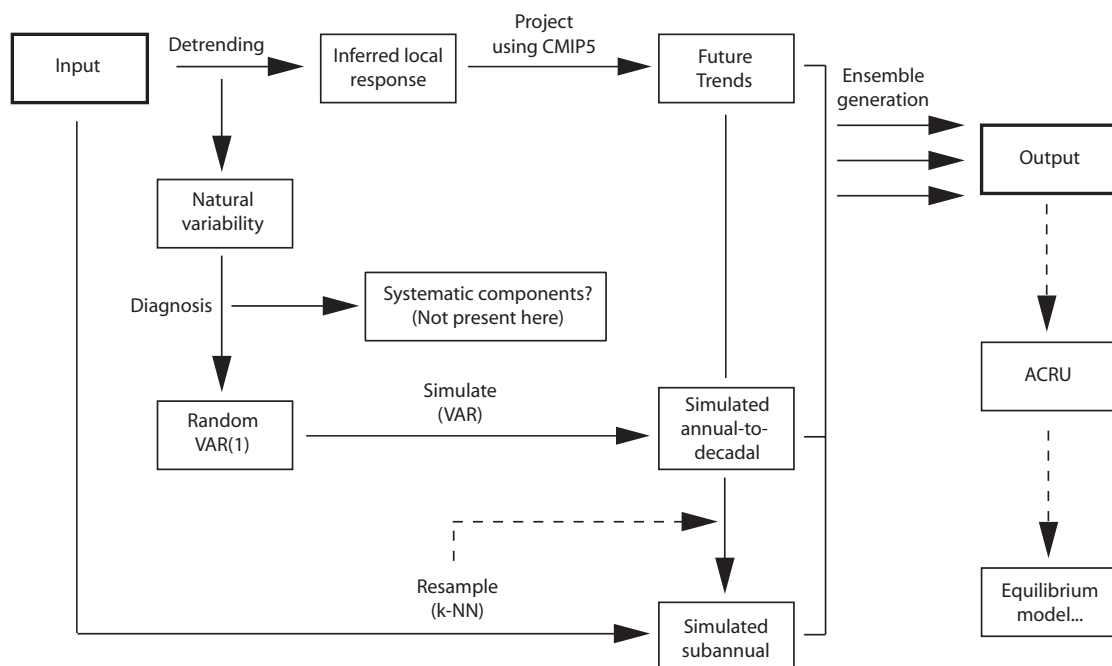 Input
Detrending
Inferred local
response
Project
using CMIP5
Future
Trends
Ensemble
generation
Output
Natural
variability
Diagnosis
Systematic components?
(Not present here)
ACRU
Random
VAR(1)
Simulate
(VAR)
Simulated
annual-to-
decadal
Resample
(k-NN)
Simulated
subannual
Equilibrium
model...